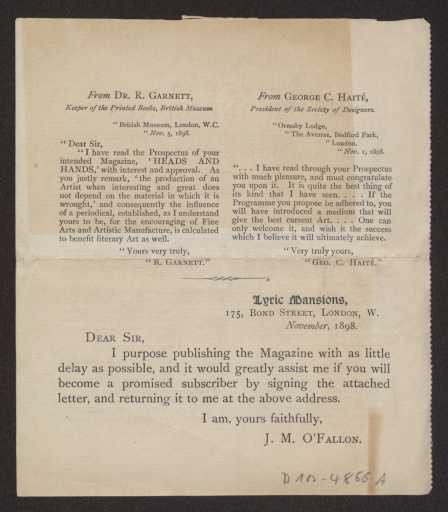 From Dr. R. Garnett,
Keeper of the Printed Books, British Museum
"British Museum, London, W.C.
"Nov. 5, 1898.
"Dear Sir,
"I have read the Prospectus of your
intended Magazine, 'HEADS AND
HANDS,' with interest and approval. As
you justly remark, 'the production of an
Artist when interesting and great does
not depend on the material in which it is
wrought,' and consequently the influence
of a periodical, established, as I understand
yours to be, for the encouraging of Fine
Arts and Artistic Manufacture, is calculated
to benefit literary Art as well.
"Yours very truly,
"R. Garnett."
From George C. Haité,
President of the Society of Designers.
"Ormsby Lodge,
"The Avenue, Bedford Park,
"London.
"Nov. 1, 1898.
". . . I have read through your Prospectus
with much pleasure, and must congratulate
you upon it. It is quite the best thing of
its kind that I have seen. . . . If the
Programme you propose be adhered to, you
will have introduced a medium that will
give the best current Art. . . . One can
only welcome it, and wish it the success
which I believe it will ultimately achieve.
"Very truly yours,
"Geo. C. Haité."
Lyric Mansions,
175, Bond Street, London, W.
November, 1898.
Dear Sir,
I purpose publishing the Magazine with as little
delay as possible, and it would greatly assist me if you will
become a promised subscriber by signing the attached
letter, and returning it to me at the above address.
I am, yours faithfully,
J. M. O'Fallon.